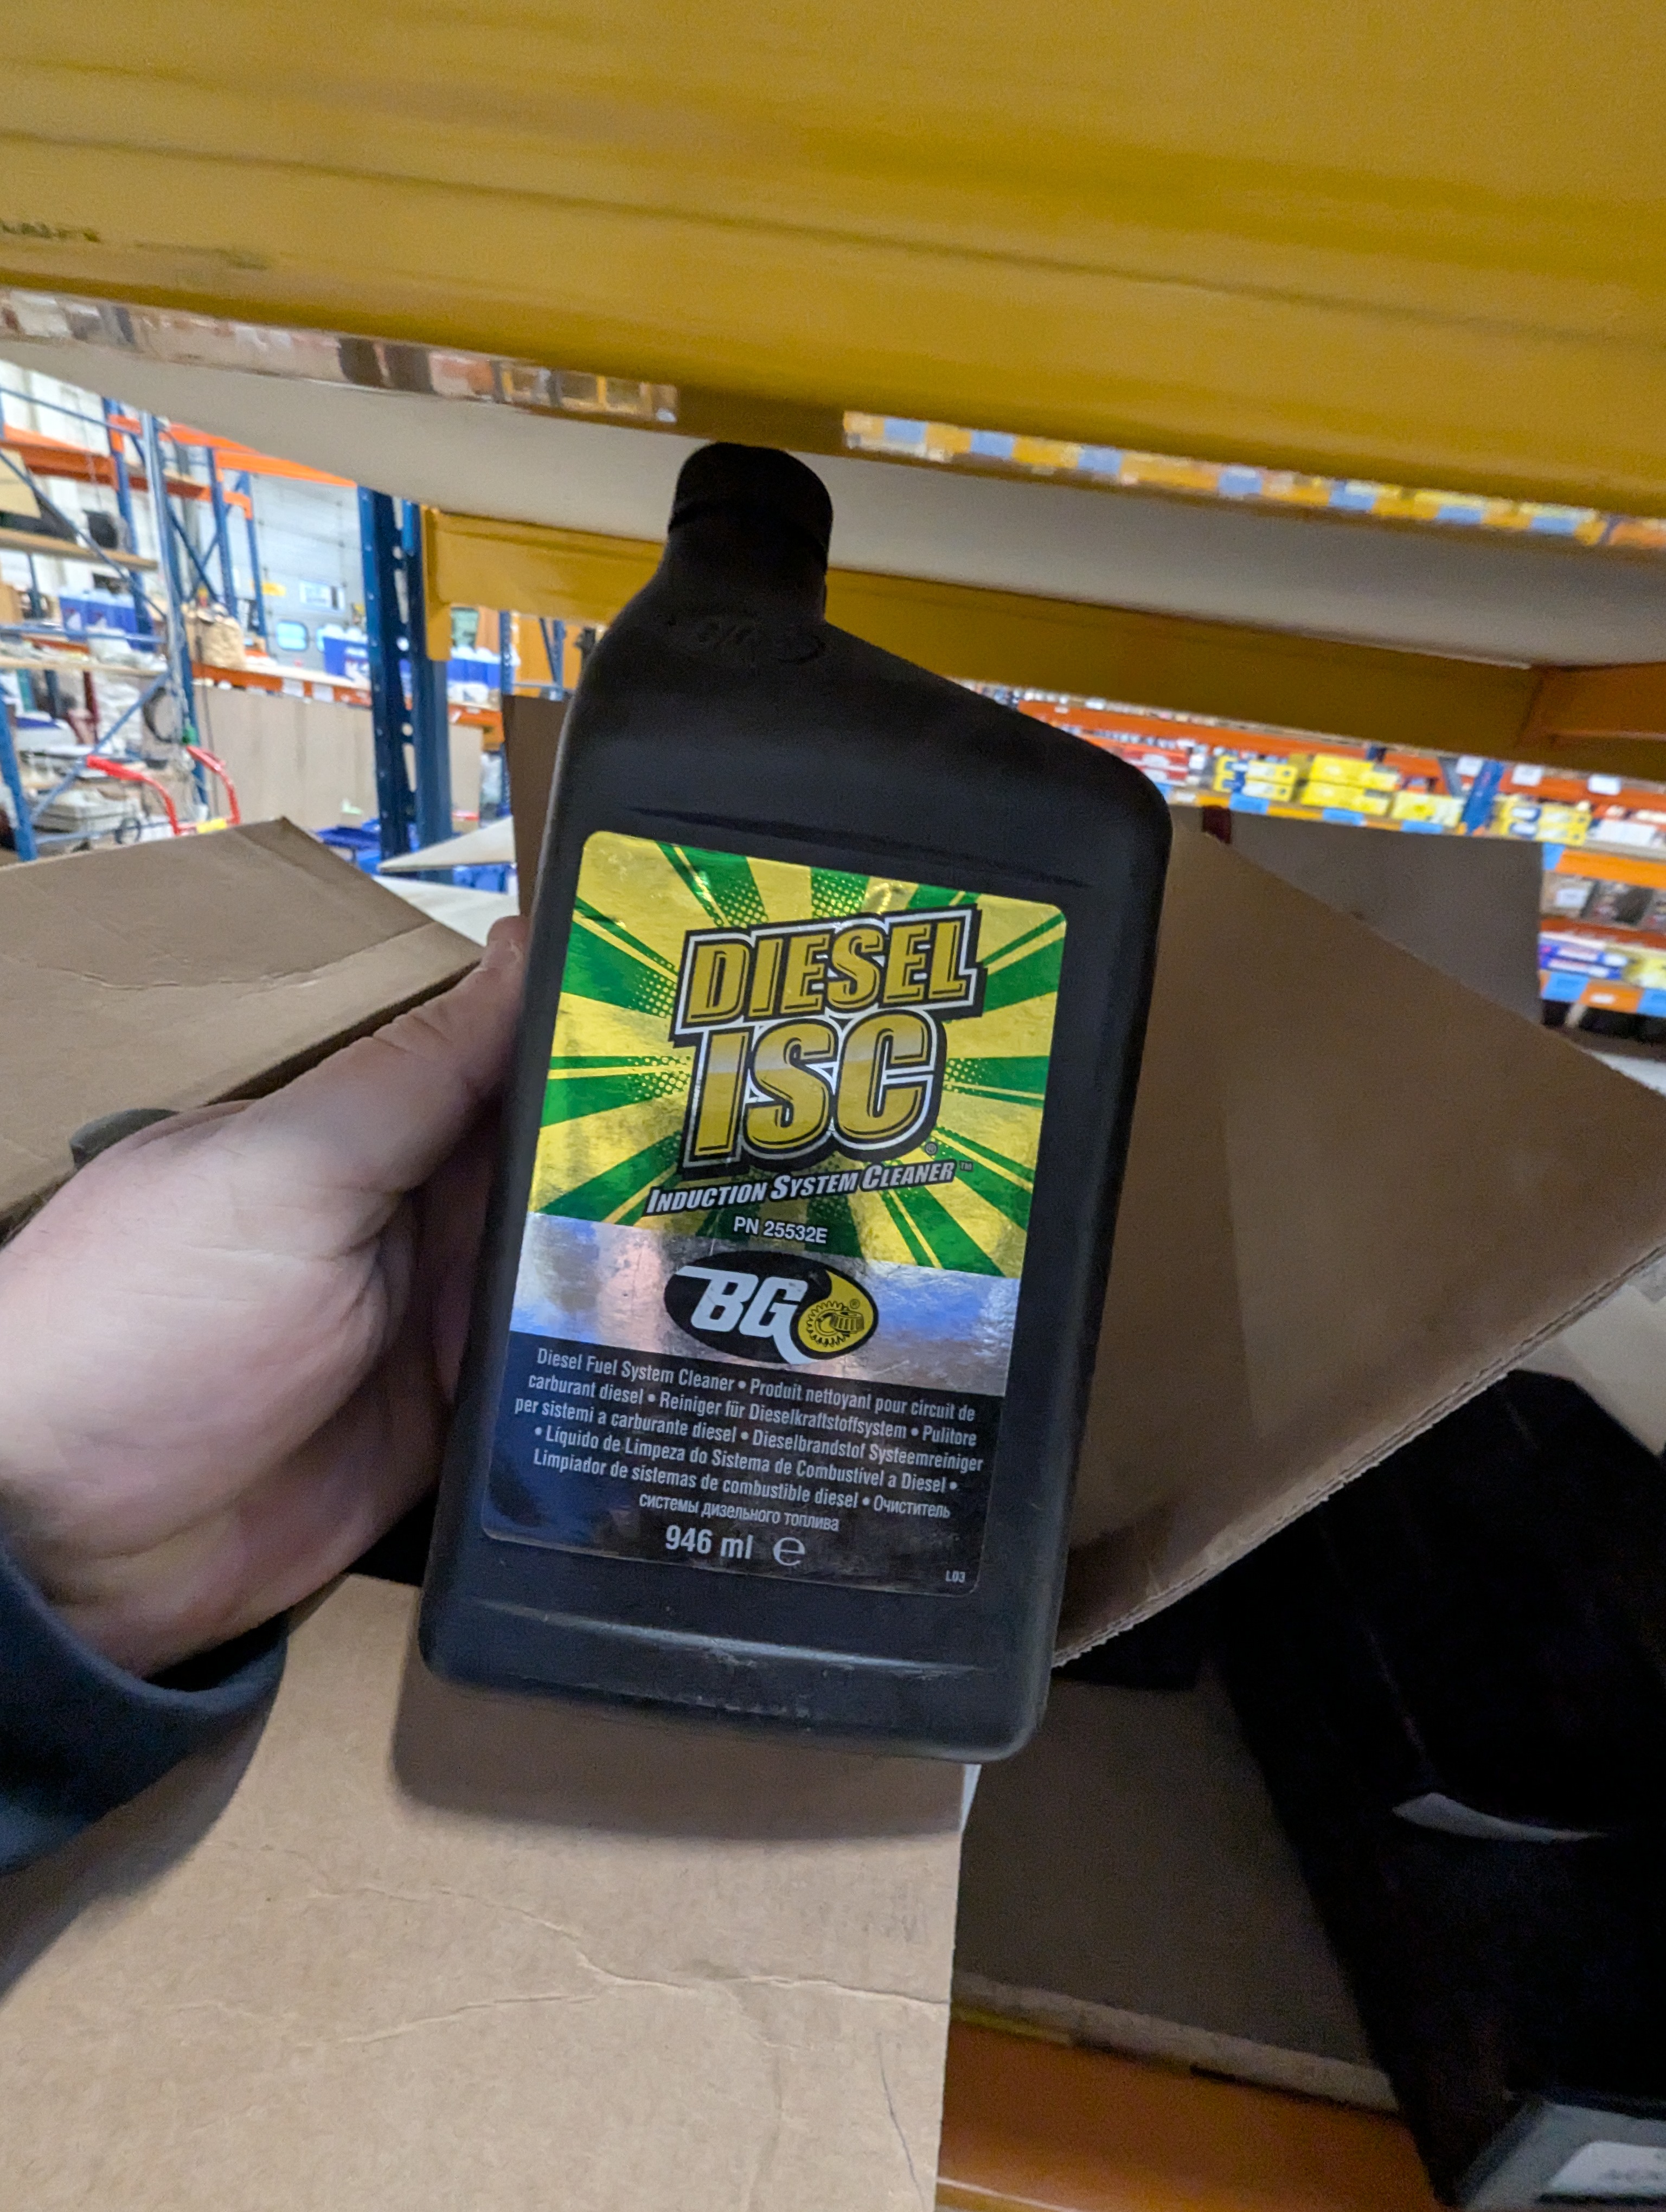 DIESEL
ISC®
INDUCTION SYSTEM CLEANER™
PN 25532E
BG®
Diesel Fuel System Cleaner • Produit nettoyant pour circuit de
carburant diesel • Reiniger für Dieselkraftstoffsystem • Pulitore
per sistemi a carburante diesel • Dieselbrandstof Systeemreiniger
• Líquido de Limpeza do Sistema de Combustível a Diesel •
Limpiador de sistemas de combustible diesel • Очиститель
системы дизельного топлива
946 ml ℮
L03